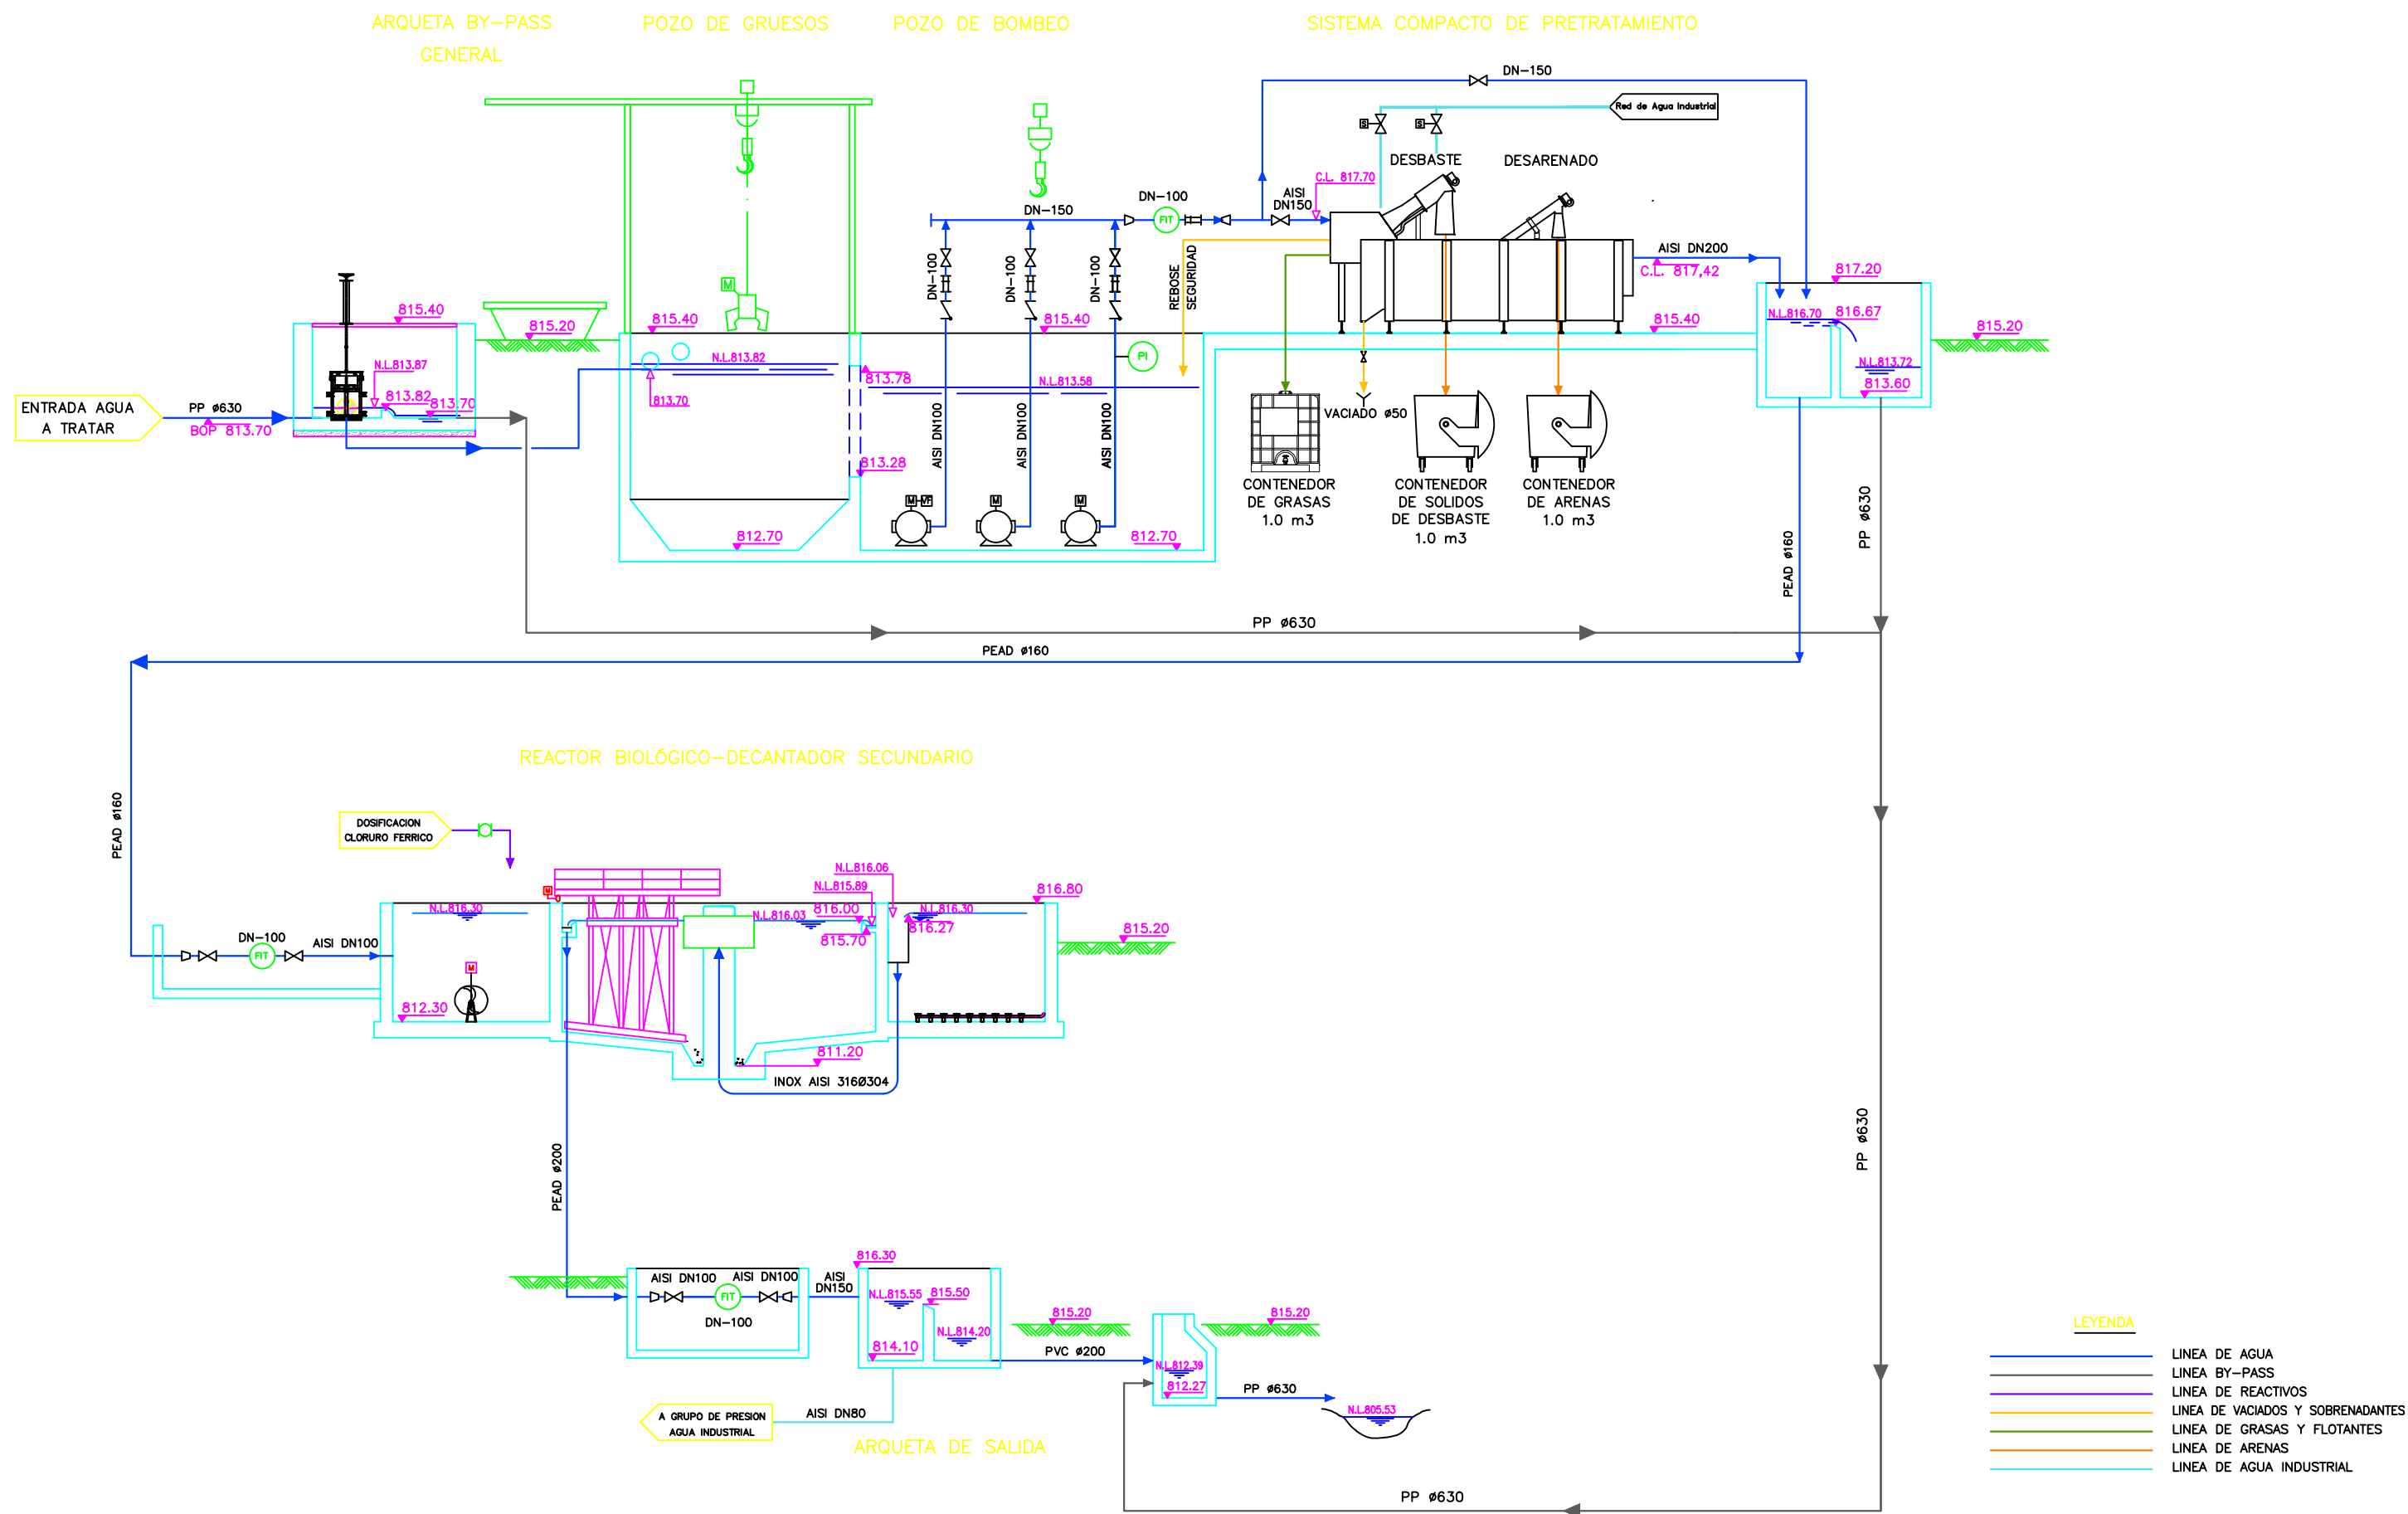 ARQUETA BY-PASS
GENERAL
POZO DE GRUESOS
POZO DE BOMBEO
SISTEMA COMPACTO DE PRETRATAMIENTO
DN-150
Red de Agua Industrial
S
S
DESBASTE
DESARENADO
C.L. 817.70
AISI
DN150
DN-100
FIT
DN-150
DN-100
DN-100
DN-100
REBOSE
SEGURIDAD
AISI DN200
C.L. 817,42
817.20
N.L.816.70
816.67
815.20
N.L.813.72
813.60
815.40
815.20
815.40
815.40
815.40
M
PI
N.L.813.87
813.82
813.70
N.L.813.82
813.70
813.78
N.L.813.58
813.28
ENTRADA AGUA
A TRATAR
PP ø630
BOP 813.70
AISI DN100
AISI DN100
AISI DN100
VACIADO ø50
CONTENEDOR
DE GRASAS
1.0 m3
CONTENEDOR
DE SOLIDOS
DE DESBASTE
1.0 m3
CONTENEDOR
DE ARENAS
1.0 m3
M VF
M
M
812.70
812.70
PEAD ø160
PP ø630
PP ø630
PEAD ø160
REACTOR BIOLÓGICO-DECANTADOR SECUNDARIO
PEAD ø160
DOSIFICACION
CLORURO FERRICO
M
N.L.816.30
N.L.816.06
N.L.815.89
N.L.816.03
816.00
815.70
N.L.816.30
816.27
816.80
815.20
DN-100
FIT
AISI DN100
M
812.30
811.20
INOX AISI 316Ø304
PEAD ø200
PP ø630
AISI DN100
FIT
AISI DN100
DN-100
AISI
DN150
816.30
N.L.815.55
815.50
N.L.814.20
814.10
815.20
PVC ø200
815.20
N.L.812.39
812.27
PP ø630
N.L.805.53
A GRUPO DE PRESION
AGUA INDUSTRIAL
AISI DN80
ARQUETA DE SALIDA
PP ø630
LEYENDA
LINEA DE AGUA
LINEA BY-PASS
LINEA DE REACTIVOS
LINEA DE VACIADOS Y SOBRENADANTES
LINEA DE GRASAS Y FLOTANTES
LINEA DE ARENAS
LINEA DE AGUA INDUSTRIAL